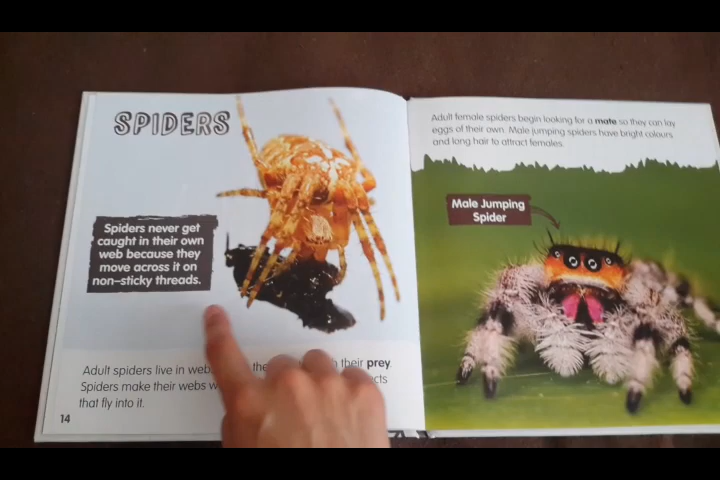 SPIDERS
Spiders never get
caught in their own
web because they
move across it on
non-sticky threads.
Adult spiders live in their prey.
Spiders make their webs
that fly into it.
14
Adult female spiders begin looking for a mate so they can lay
eggs of their own. Male jumping spiders have bright colours
and long hair to attract females.
Male Jumping
Spider